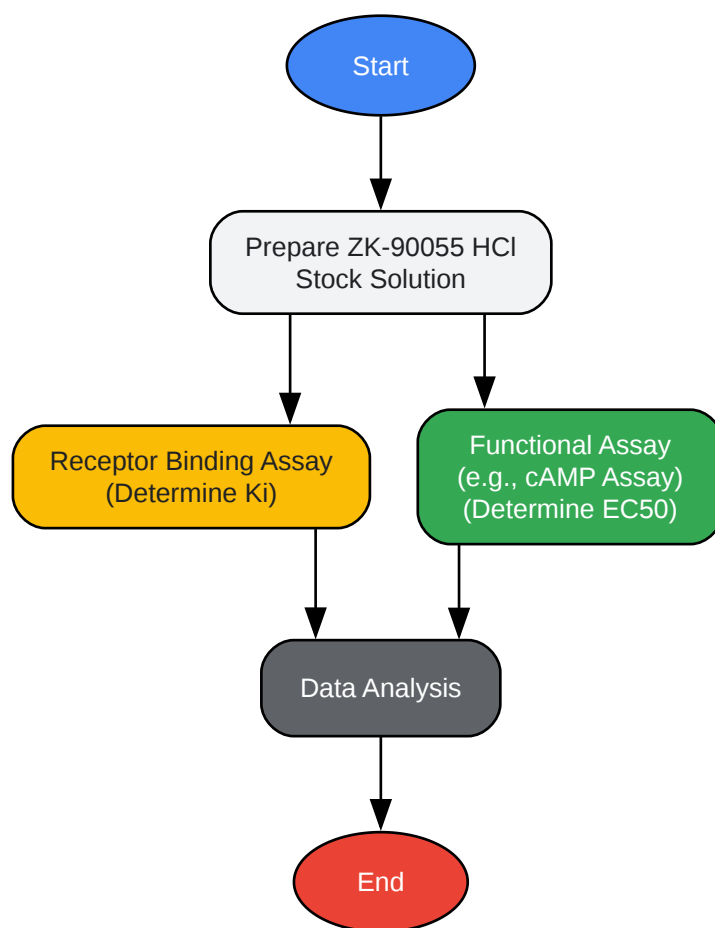 Start
Prepare ZK-90055 HCl
Stock Solution
Receptor Binding Assay
(Determine Ki)
Functional Assay
(e.g., cAMP Assay)
(Determine EC50)
Data Analysis
End